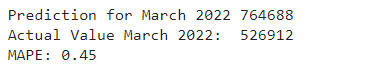 Prediction for March 2022 764688
Actual Value March 2022:  526912
MAPE: 0.45